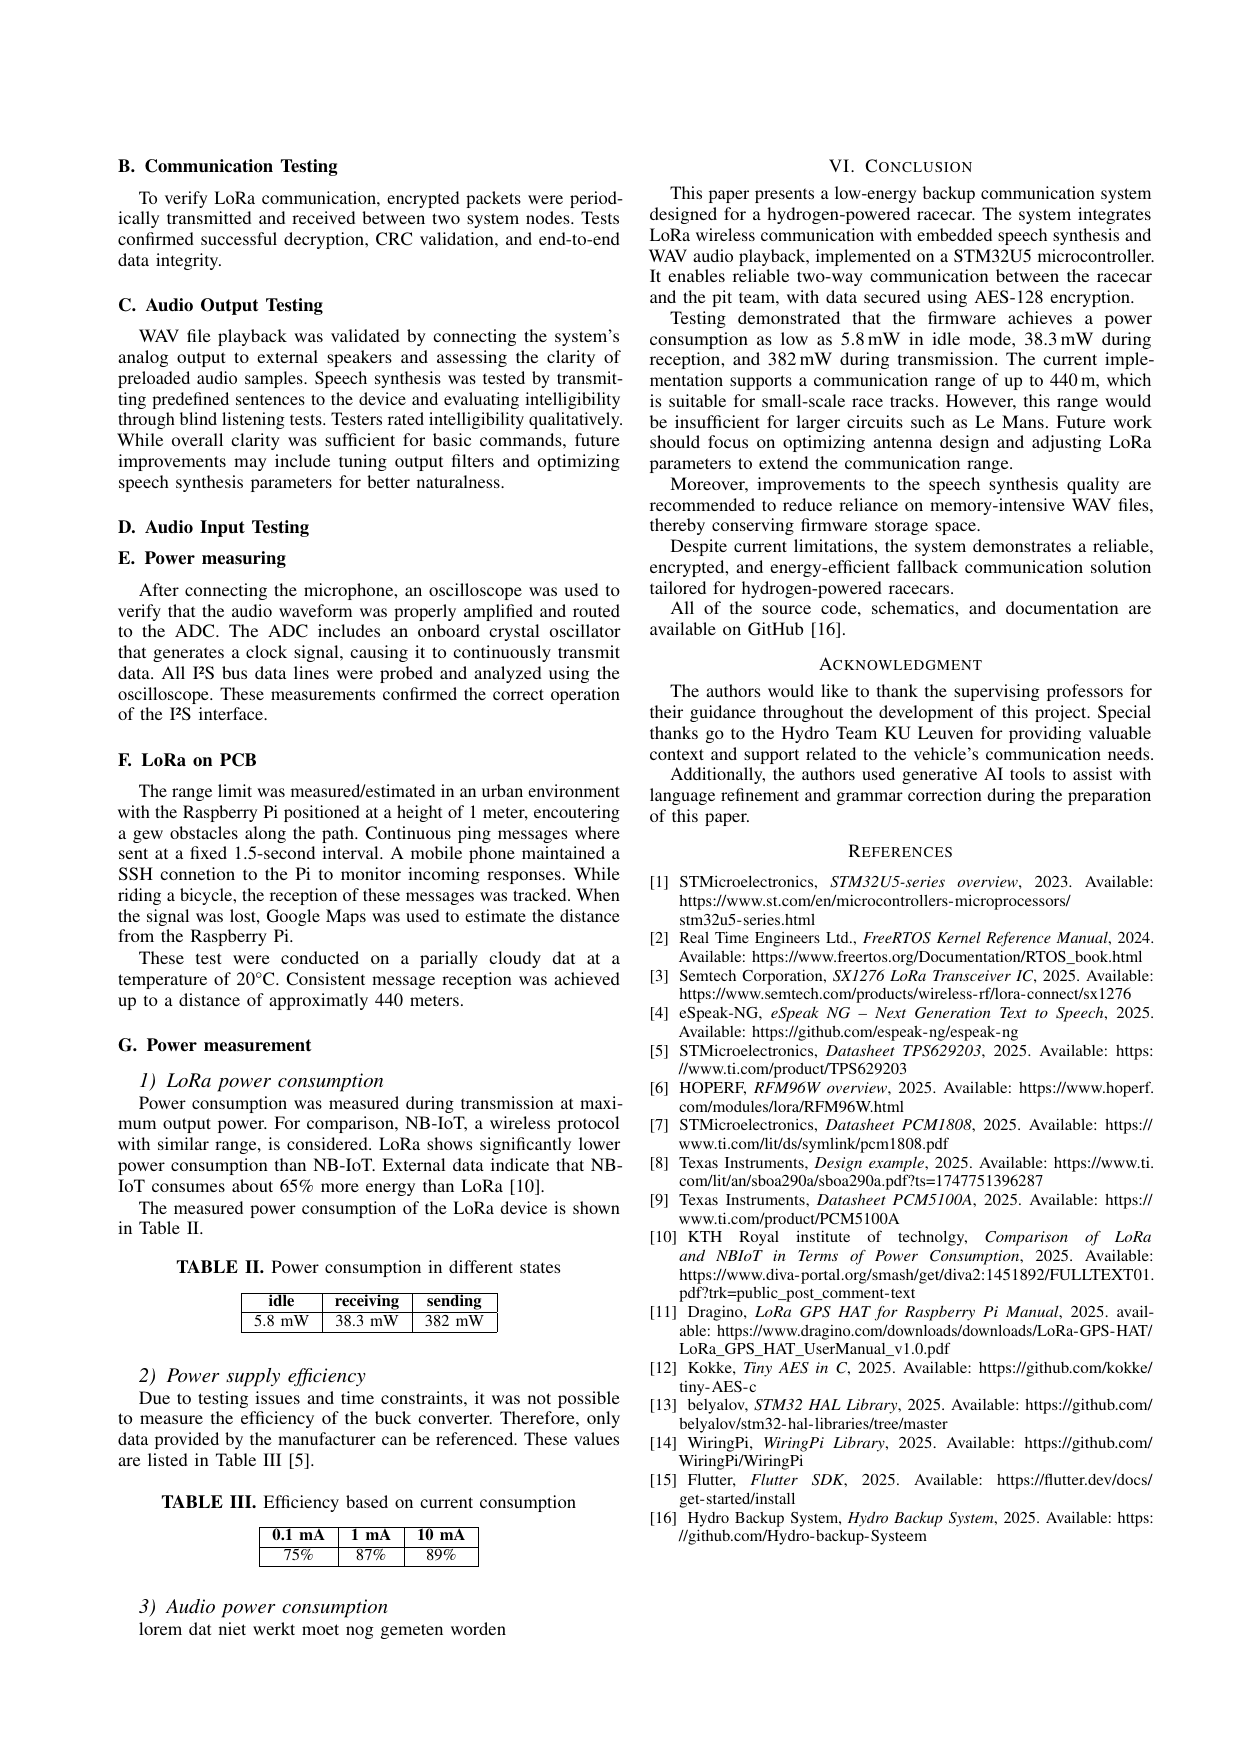 B. Communication Testing
To verify LoRa communication, encrypted packets were period-
ically transmitted and received between two system nodes. Tests
confirmed successful decryption, CRC validation, and end-to-end
data integrity.
C. Audio Output Testing
WAV file playback was validated by connecting the system's
analog output to external speakers and assessing the clarity of
preloaded audio samples. Speech synthesis was tested by transmit-
ting predefined sentences to the device and evaluating intelligibility
through blind listening tests. Testers rated intelligibility qualitatively.
While overall clarity was sufficient for basic commands, future
improvements may include tuning output filters and optimizing
speech synthesis parameters for better naturalness.
D. Audio Input Testing
E. Power measuring
After connecting the microphone, an oscilloscope was used to
verify that the audio waveform was properly amplified and routed
to the ADC. The ADC includes an onboard crystal oscillator
that generates a clock signal, causing it to continuously transmit
data. All I²S bus data lines were probed and analyzed using the
oscilloscope. These measurements confirmed the correct operation
of the I²S interface.
F. LoRa on PCB
The range limit was measured/estimated in an urban environment
with the Raspberry Pi positioned at a height of 1 meter, encoutering
a gew obstacles along the path. Continuous ping messages where
sent at a fixed 1.5-second interval. A mobile phone maintained a
SSH connetion to the Pi to monitor incoming responses. While
riding a bicycle, the reception of these messages was tracked. When
the signal was lost, Google Maps was used to estimate the distance
from the Raspberry Pi.
These test were conducted on a parially cloudy dat at a
temperature of 20°C. Consistent message reception was achieved
up to a distance of approximatly 440 meters.
G. Power measurement
1) LoRa power consumption
Power consumption was measured during transmission at maxi-
mum output power. For comparison, NB-IoT, a wireless protocol
with similar range, is considered. LoRa shows significantly lower
power consumption than NB-IoT. External data indicate that NB-
IoT consumes about 65% more energy than LoRa [10].
The measured power consumption of the LoRa device is shown
in Table II.
TABLE II. Power consumption in different states
idle receiving sending
5.8 mW 38.3 mW 382 mW
2) Power supply efficiency
Due to testing issues and time constraints, it was not possible
to measure the efficiency of the buck converter. Therefore, only
data provided by the manufacturer can be referenced. These values
are listed in Table III [5].
TABLE III. Efficiency based on current consumption
0.1 mA 1 mA 10 mA
75% 87% 89%
3) Audio power consumption
lorem dat niet werkt moet nog gemeten worden
VI. CONCLUSION
This paper presents a low-energy backup communication system
designed for a hydrogen-powered racecar. The system integrates
LoRa wireless communication with embedded speech synthesis and
WAV audio playback, implemented on a STM32U5 microcontroller.
It enables reliable two-way communication between the racecar
and the pit team, with data secured using AES-128 encryption.
Testing demonstrated that the firmware achieves a power
consumption as low as 5.8 mW in idle mode, 38.3 mW during
reception, and 382 mW during transmission. The current imple-
mentation supports a communication range of up to 440 m, which
is suitable for small-scale race tracks. However, this range would
be insufficient for larger circuits such as Le Mans. Future work
should focus on optimizing antenna design and adjusting LoRa
parameters to extend the communication range.
Moreover, improvements to the speech synthesis quality are
recommended to reduce reliance on memory-intensive WAV files,
thereby conserving firmware storage space.
Despite current limitations, the system demonstrates a reliable,
encrypted, and energy-efficient fallback communication solution
tailored for hydrogen-powered racecars.
All of the source code, schematics, and documentation are
available on GitHub [16].
ACKNOWLEDGMENT
The authors would like to thank the supervising professors for
their guidance throughout the development of this project. Special
thanks go to the Hydro Team KU Leuven for providing valuable
context and support related to the vehicle's communication needs.
Additionally, the authors used generative AI tools to assist with
language refinement and grammar correction during the preparation
of this paper.
REFERENCES
[1] STMicroelectronics, STM32U5-series overview, 2023. Available:
https://www.st.com/en/microcontrollers-microprocessors/
stm32u5-series.html
[2] Real Time Engineers Ltd., FreeRTOS Kernel Reference Manual, 2024.
Available: https://www.freertos.org/Documentation/RTOS_book.html
[3] Semtech Corporation, SX1276 LoRa Transceiver IC, 2025. Available:
https://www.semtech.com/products/wireless-rf/lora-connect/sx1276
[4] eSpeak-NG, eSpeak NG – Next Generation Text to Speech, 2025.
Available: https://github.com/espeak-ng/espeak-ng
[5] STMicroelectronics, Datasheet TPS629203, 2025. Available: https:
//www.ti.com/product/TPS629203
[6] HOPERF, RFM96W overview, 2025. Available: https://www.hoperf.
com/modules/lora/RFM96W.html
[7] STMicroelectronics, Datasheet PCM1808, 2025. Available: https://
www.ti.com/lit/ds/symlink/pcm1808.pdf
[8] Texas Instruments, Design example, 2025. Available: https://www.ti.
com/lit/an/sboa290a/sboa290a.pdf?ts=1747751396287
[9] Texas Instruments, Datasheet PCM5100A, 2025. Available: https://
www.ti.com/product/PCM5100A
[10] KTH Royal institute of technolgy, Comparison of LoRa
and NBIoT in Terms of Power Consumption, 2025. Available:
https://www.diva-portal.org/smash/get/diva2:1451892/FULLTEXT01.
pdf?trk=public_post_comment-text
[11] Dragino, LoRa GPS HAT for Raspberry Pi Manual, 2025. avail-
able: https://www.dragino.com/downloads/downloads/LoRa-GPS-HAT/
LoRa_GPS_HAT_UserManual_v1.0.pdf
[12] Kokke, Tiny AES in C, 2025. Available: https://github.com/kokke/
tiny-AES-c
[13] belyalov, STM32 HAL Library, 2025. Available: https://github.com/
belyalov/stm32-hal-libraries/tree/master
[14] WiringPi, WiringPi Library, 2025. Available: https://github.com/
WiringPi/WiringPi
[15] Flutter, Flutter SDK, 2025. Available: https://flutter.dev/docs/
get-started/install
[16] Hydro Backup System, Hydro Backup System, 2025. Available: https:
//github.com/Hydro-backup-Systeem